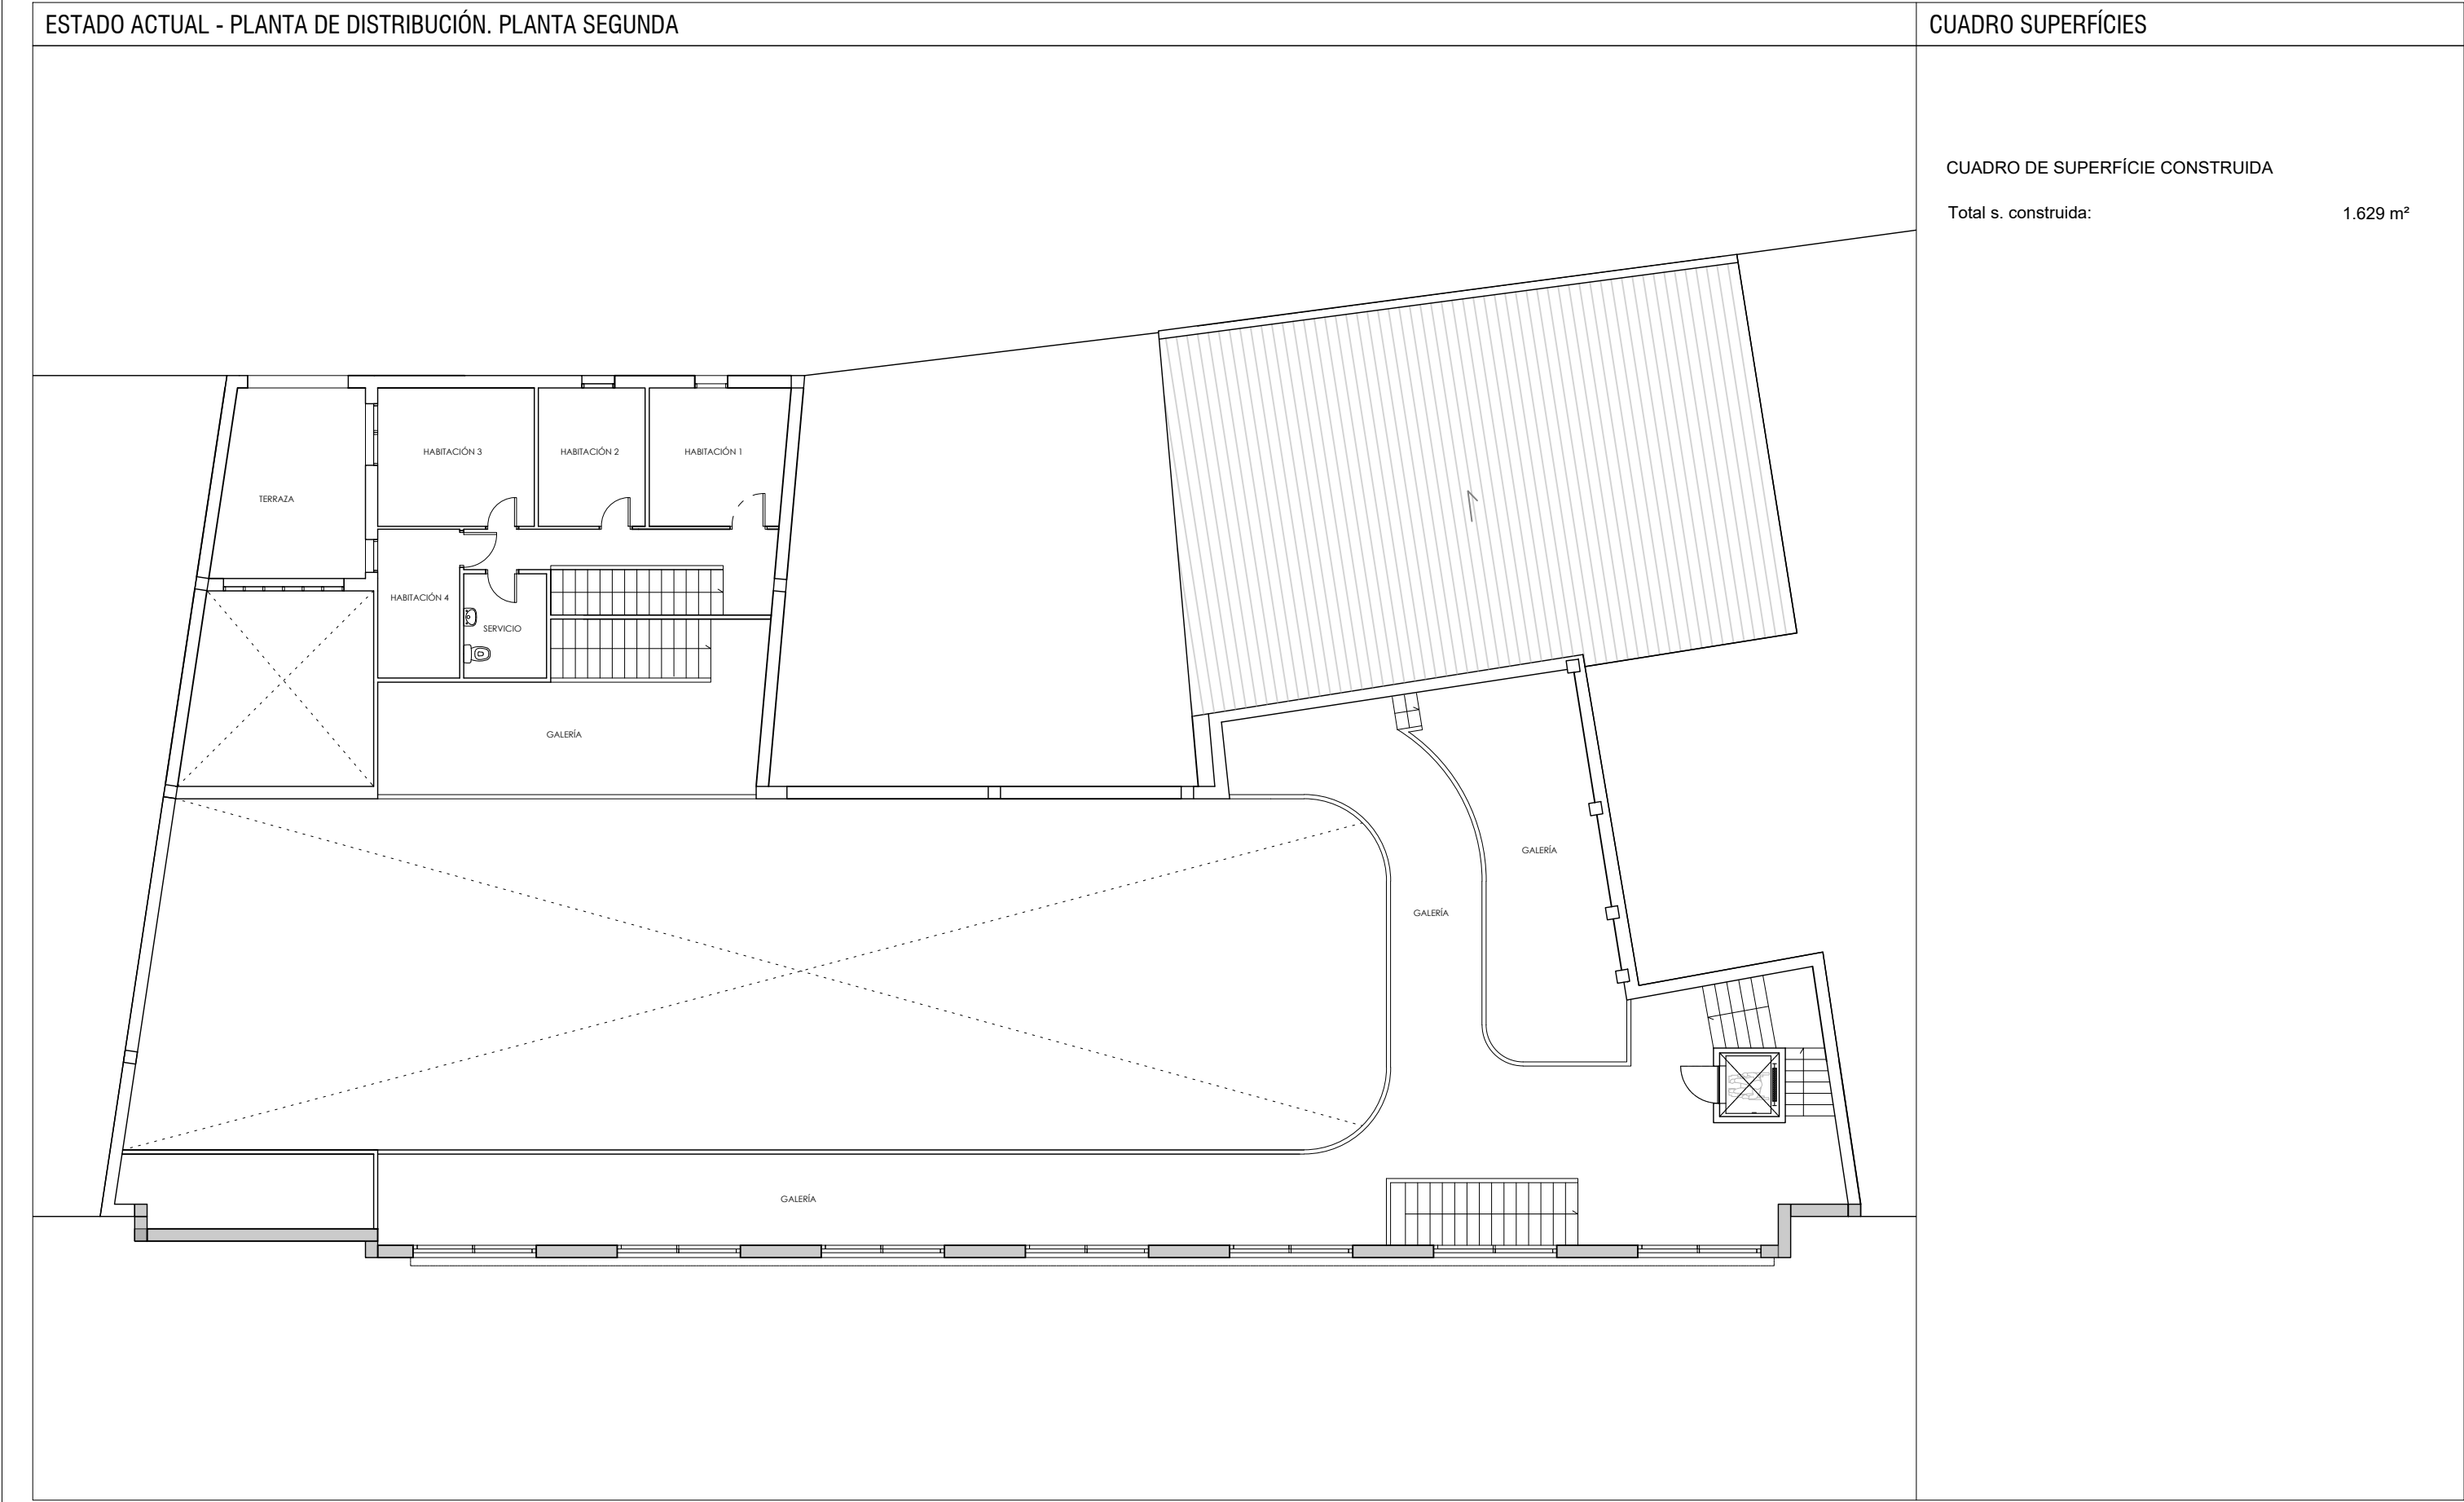 ESTADO ACTUAL - PLANTA DE DISTRIBUCIÓN. PLANTA SEGUNDA
CUADRO SUPERFÍCIES
CUADRO DE SUPERFÍCIE CONSTRUIDA
Total s. construida: 1.629 m²
HABITACIÓN 3
HABITACIÓN 2
HABITACIÓN 1
TERRAZA
HABITACIÓN 4
SERVICIO
GALERÍA
GALERÍA
GALERÍA
GALERÍA